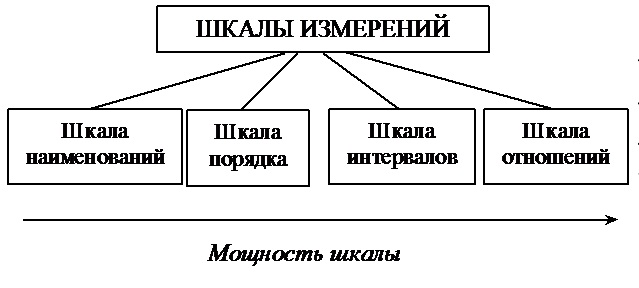 ШКАЛЫ ИЗМЕРЕНИЙ
Шкала
наименований
Шкала
порядка
Шкала
интервалов
Шкала
отношений
Мощность шкалы